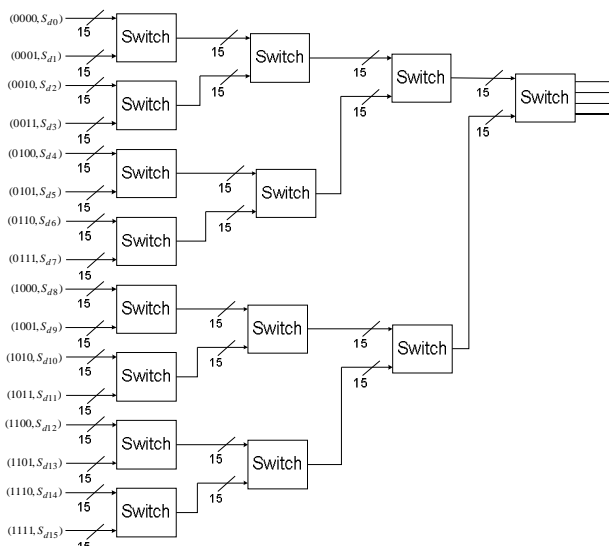 (0000, S_d0)
15
Switch
(0001, S_d1)
15
(0010, S_d2)
15
Switch
(0011, S_d3)
15
(0100, S_d4)
15
Switch
(0101, S_d5)
15
(0110, S_d6)
15
Switch
(0111, S_d7)
15
(1000, S_d8)
15
Switch
(1001, S_d9)
15
(1010, S_d10)
15
Switch
(1011, S_d11)
15
(1100, S_d12)
15
Switch
(1101, S_d13)
15
(1110, S_d14)
15
Switch
(1111, S_d15)
15
15
Switch
15
15
Switch
15
15
Switch
15
15
Switch
15
15
Switch
15
15
Switch
15
15
Switch
15